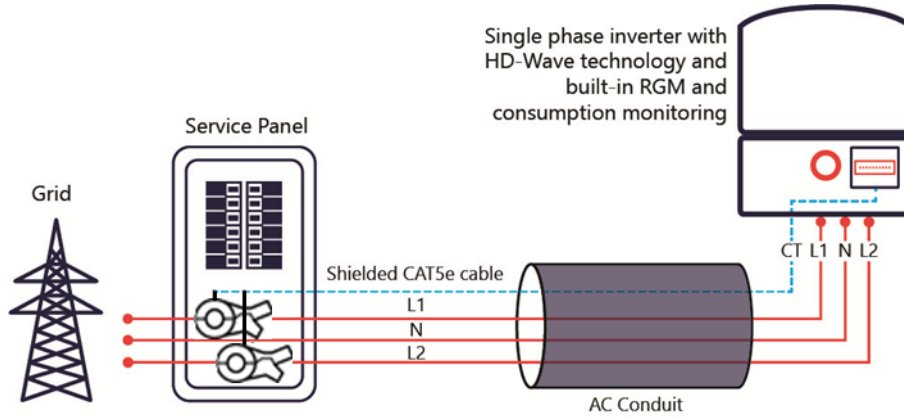 Single phase inverter with
HD-Wave technology and
built-in RGM and
consumption monitoring
Service Panel
Grid
CT L1 N L2
Shielded CAT5e cable
L1
N
L2
AC Conduit